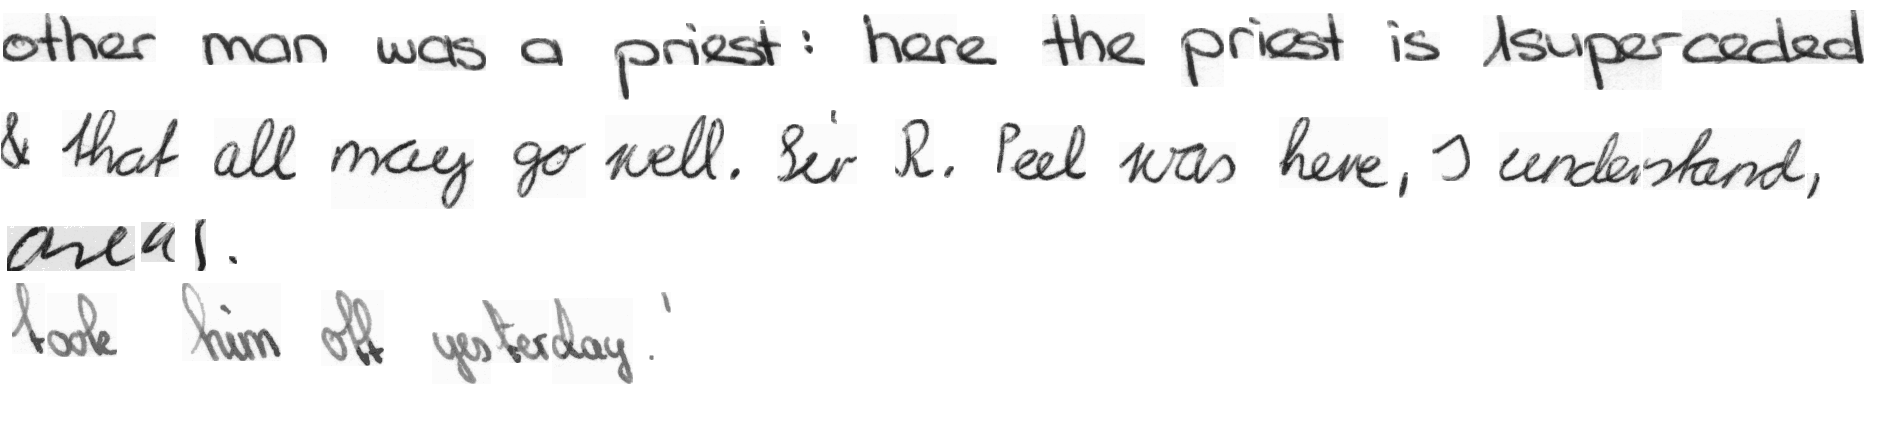 other man was a priest: here the priest is superceded
& that all may go well. Sir R. Peel was here, I understand,
areas.
took him off yesterday.'